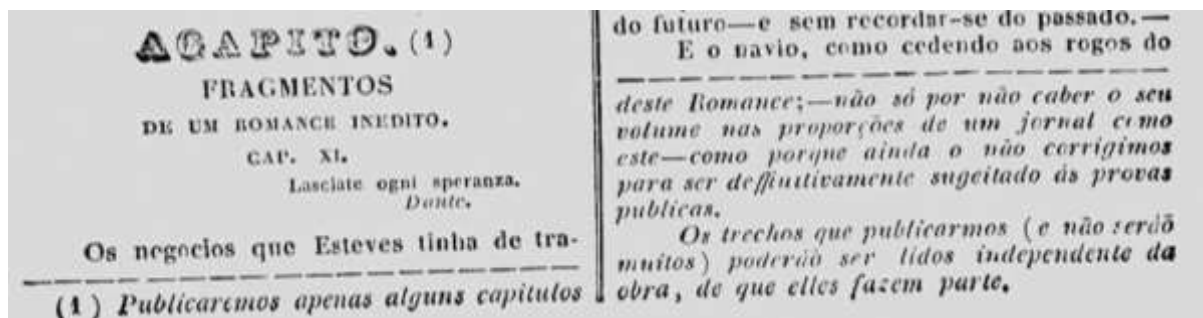 AGAPITO. (1)
FRAGMENTOS
DE UM ROMANCE INEDITO.
CAP. XI.
Lasciate ogni speranza.
Dante.
Os negocios que Esteves tinha de tra-
(1) Publicaremos apenas alguns capitulos
do futuro—e sem recordar-se do passado.—
E o navio, como cedendo aos rogos do
deste Romance;—não só por não caber o seu
volume nas proporções de um jornal como
este—como porque ainda o não corrigimos
para ser deffinitivamente sugeitado ás provas
publicas.
Os trechos que publicarmos (e não serão
muitos) poderão ser lidos independente da
obra, de que elles fazem parte.